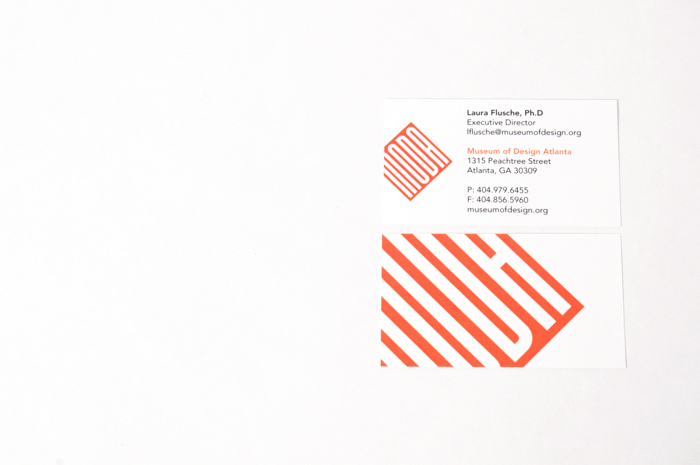 MODA
Laura Flusche, Ph.D
Executive Director
lflusche@museumofdesign.org
Museum of Design Atlanta
1315 Peachtree Street
Atlanta, GA 30309
P: 404.979.6455
F: 404.856.5960
museumofdesign.org